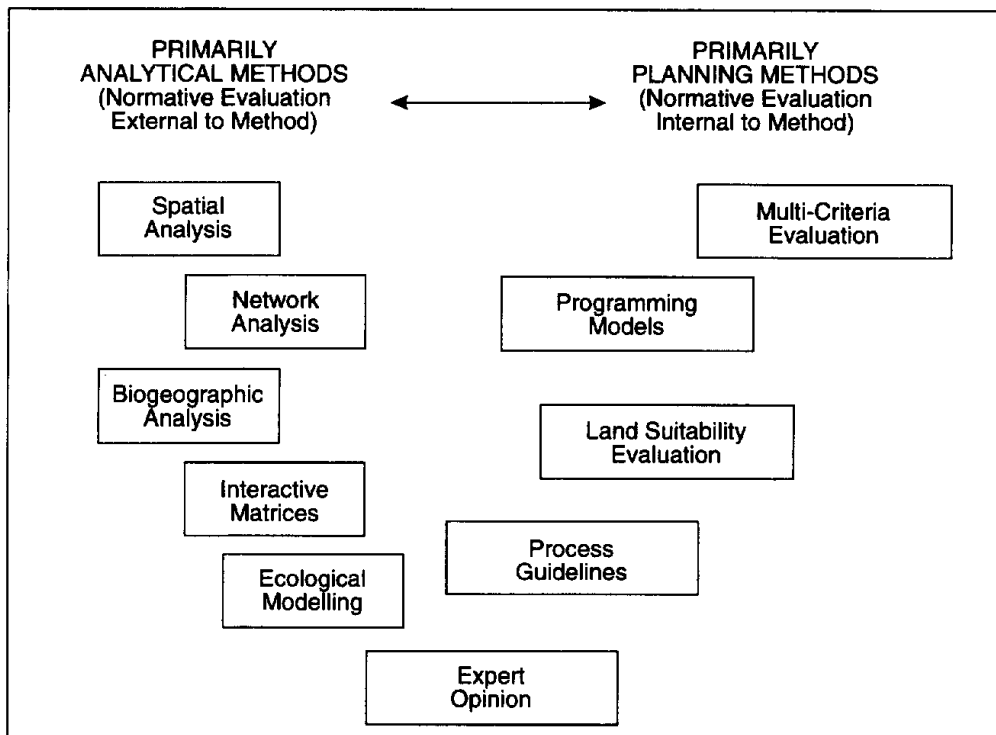 PRIMARILY
ANALYTICAL METHODS
(Normative Evaluation
External to Method)
PRIMARILY
PLANNING METHODS
(Normative Evaluation
Internal to Method)
Spatial
Analysis
Multi-Criteria
Evaluation
Network
Analysis
Programming
Models
Biogeographic
Analysis
Land Suitability
Evaluation
Interactive
Matrices
Process
Guidelines
Ecological
Modelling
Expert
Opinion